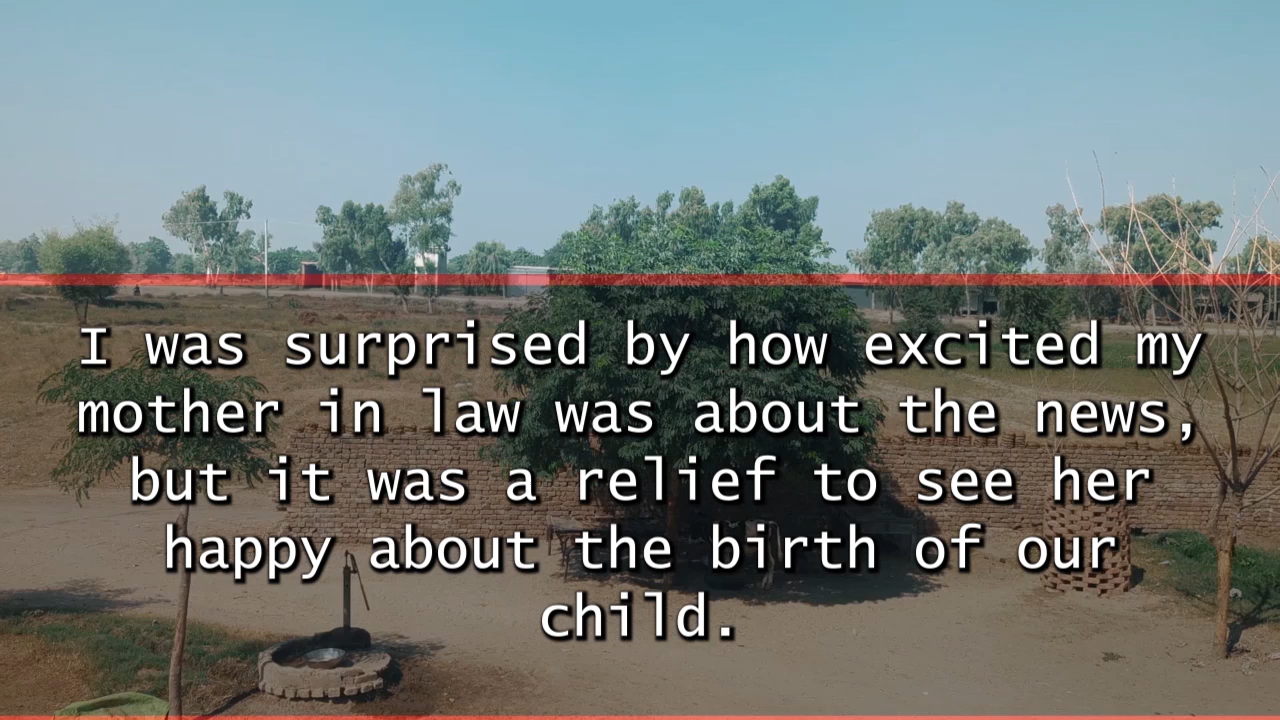 I was surprised by how excited my
mother in law was about the news,
but it was a relief to see her
happy about the birth of our
child.